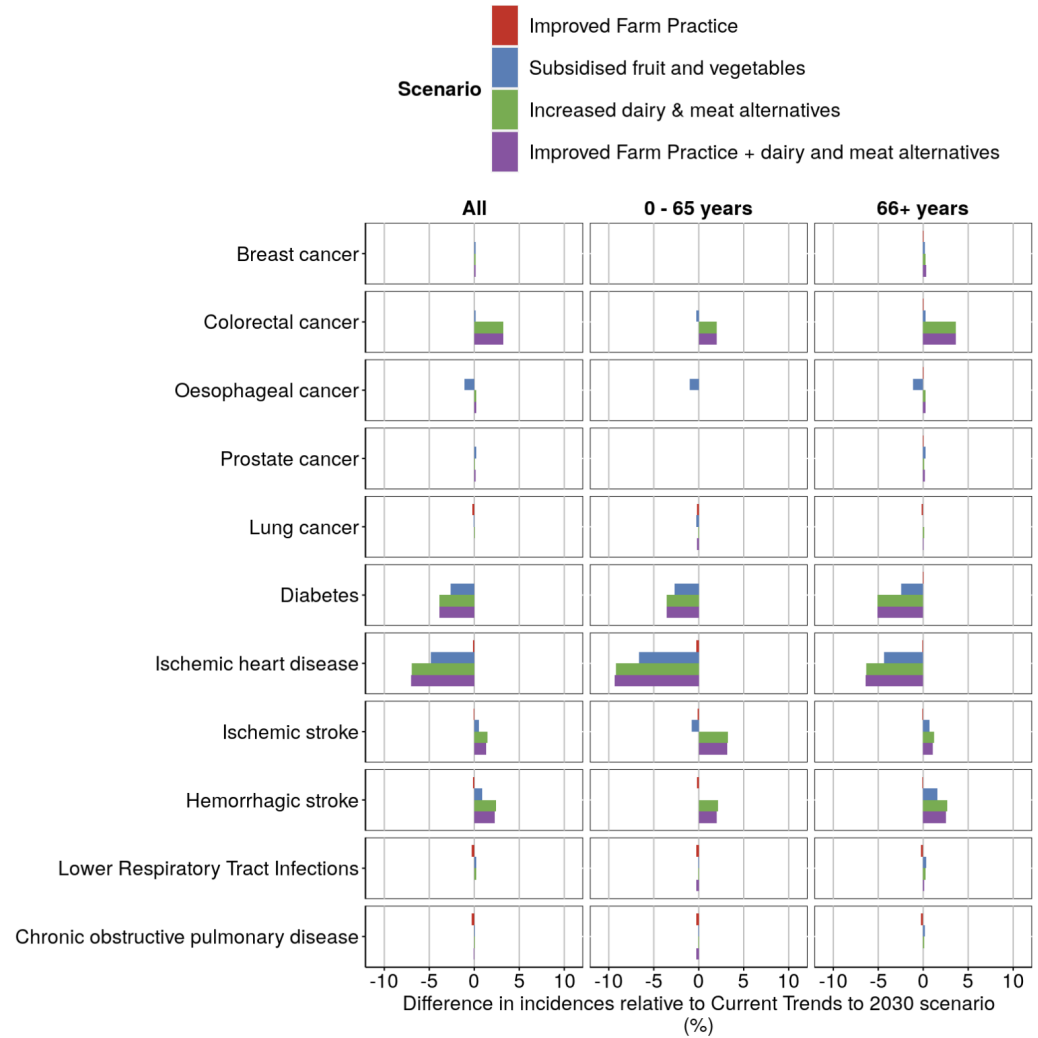 Scenario
Improved Farm Practice
Subsidised fruit and vegetables
Increased dairy & meat alternatives
Improved Farm Practice + dairy and meat alternatives
All 0 - 65 years 66+ years
Breast cancer
Colorectal cancer
Oesophageal cancer
Prostate cancer
Lung cancer
Diabetes
Ischemic heart disease
Ischemic stroke
Hemorrhagic stroke
Lower Respiratory Tract Infections
Chronic obstructive pulmonary disease
-10 -5 0 5 10 -10 -5 0 5 10 -10 -5 0 5 10
Difference in incidences relative to Current Trends to 2030 scenario
(%)